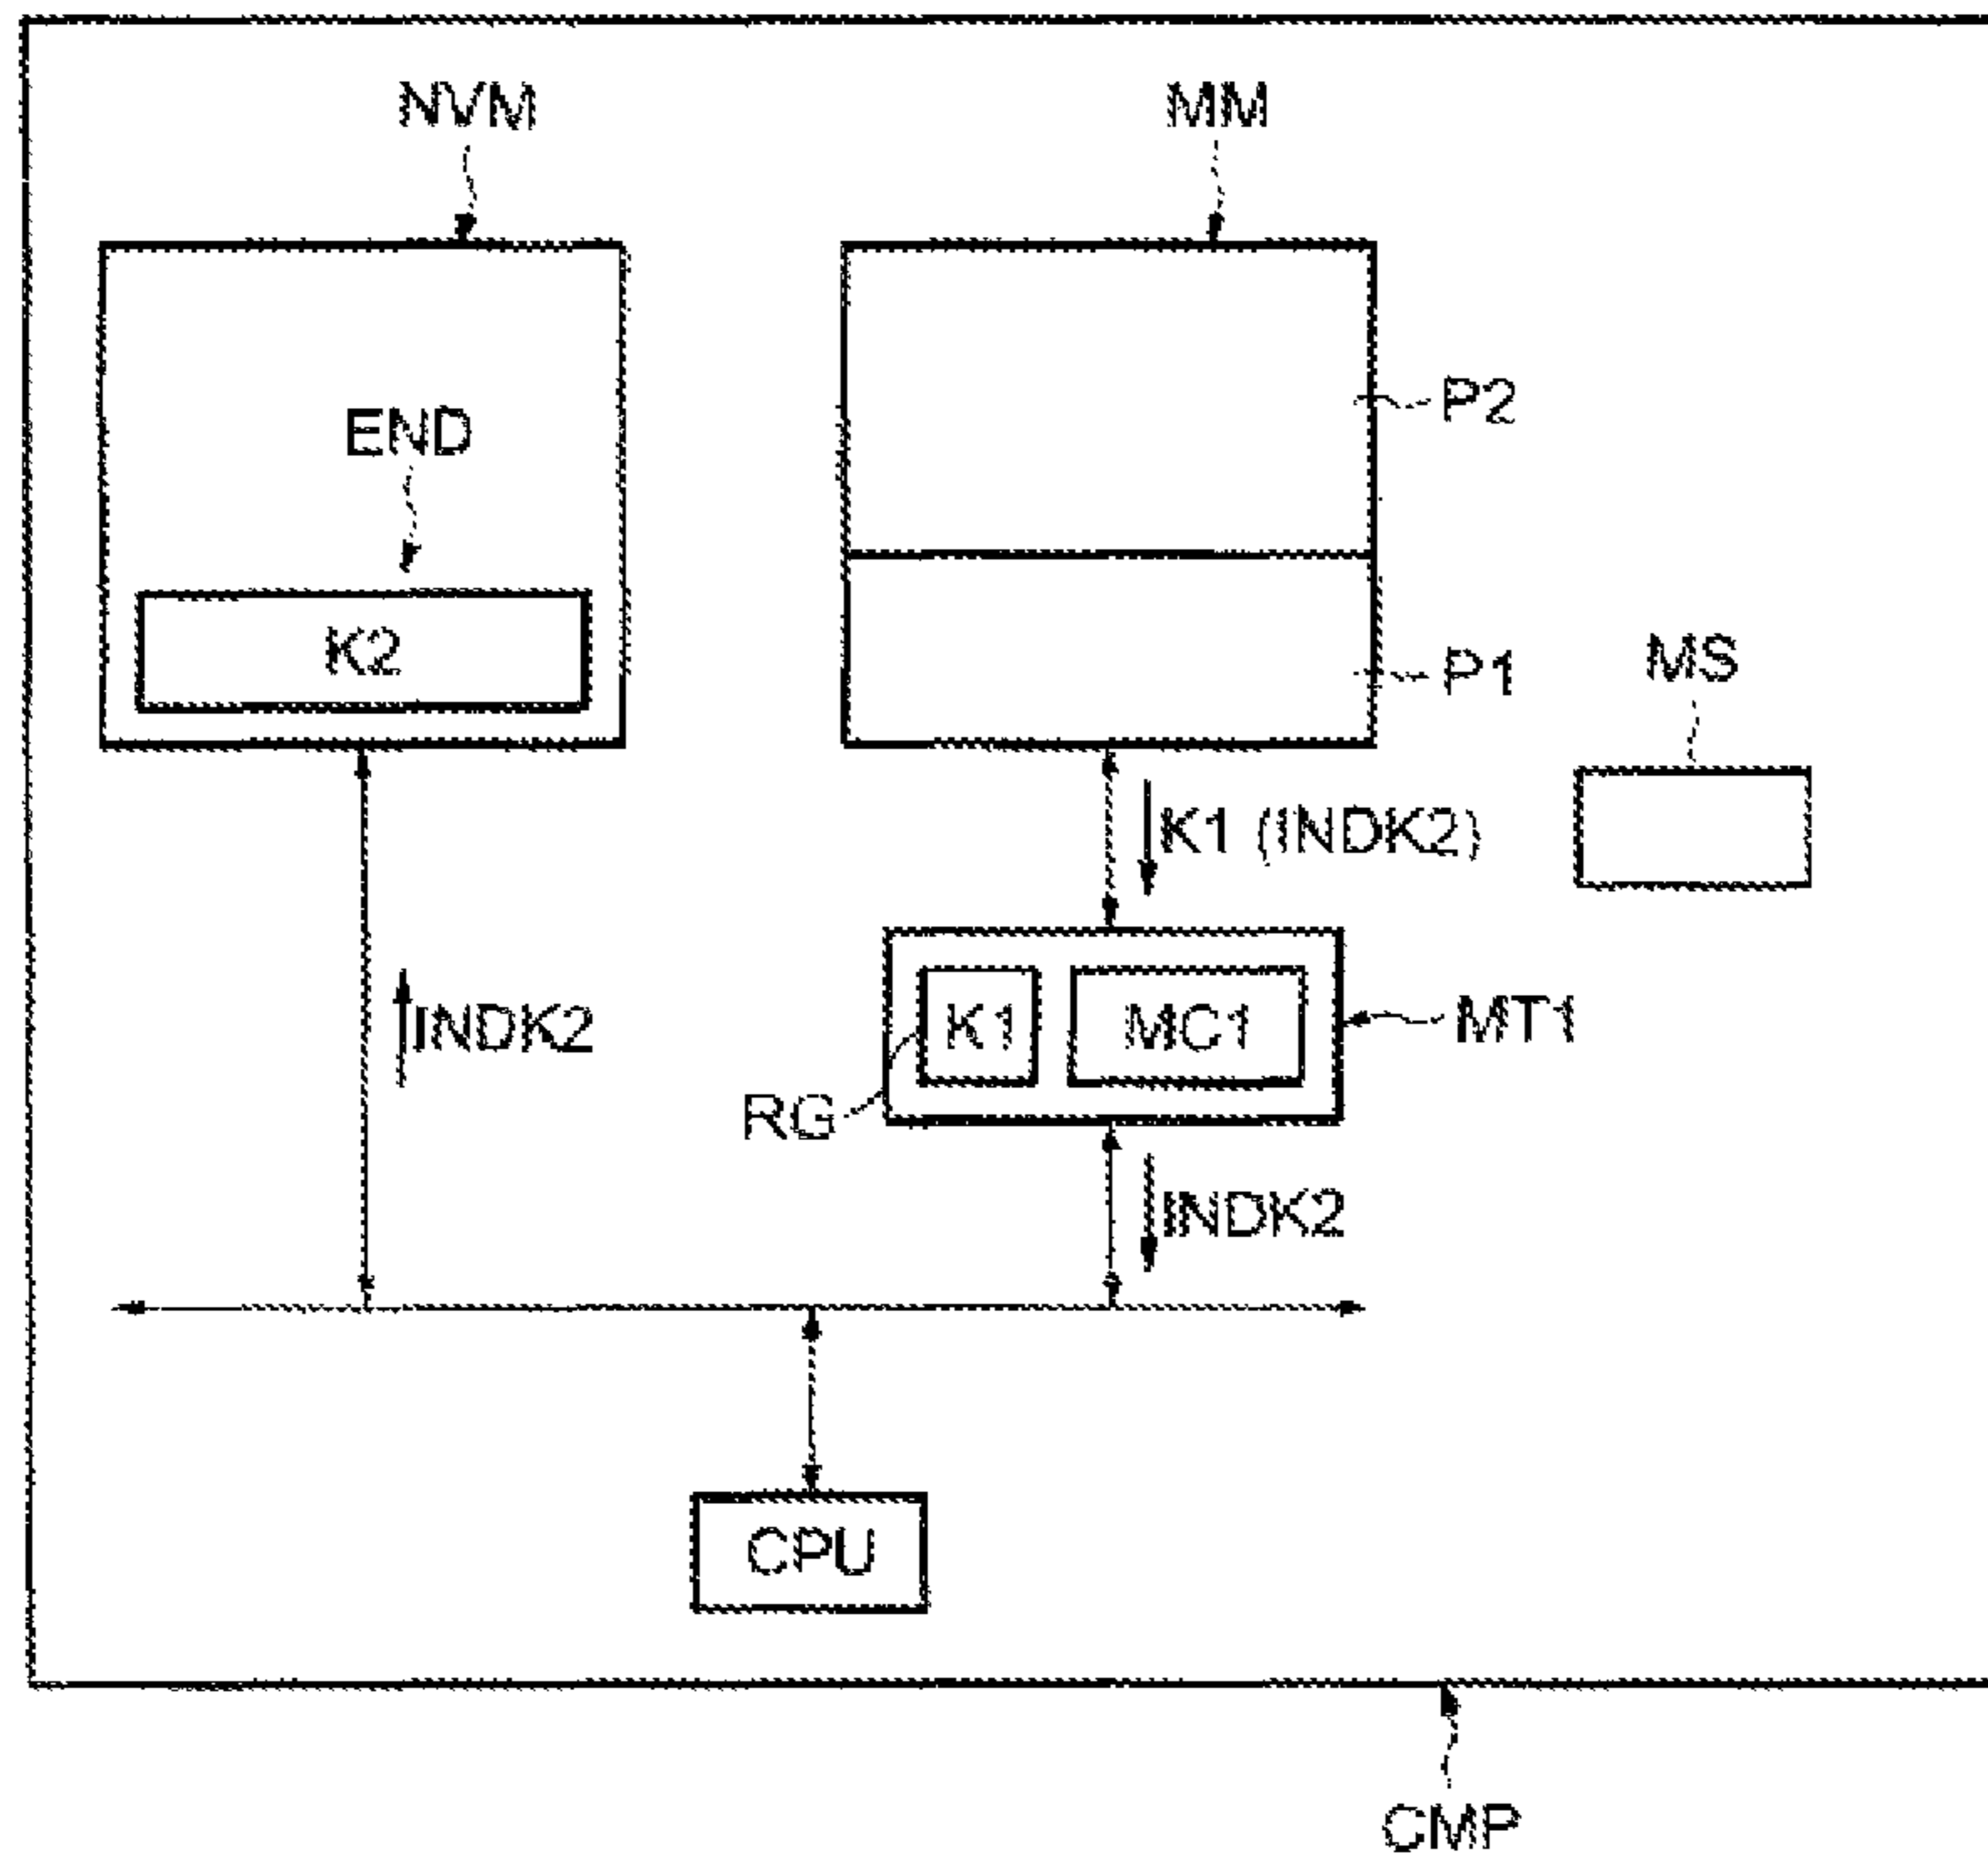 NVM
MM
END
P2
K2
P1
MS
K1 (INDK2)
INDK2
K1
MC1
MT1
RG
INDK2
CPU
CMP